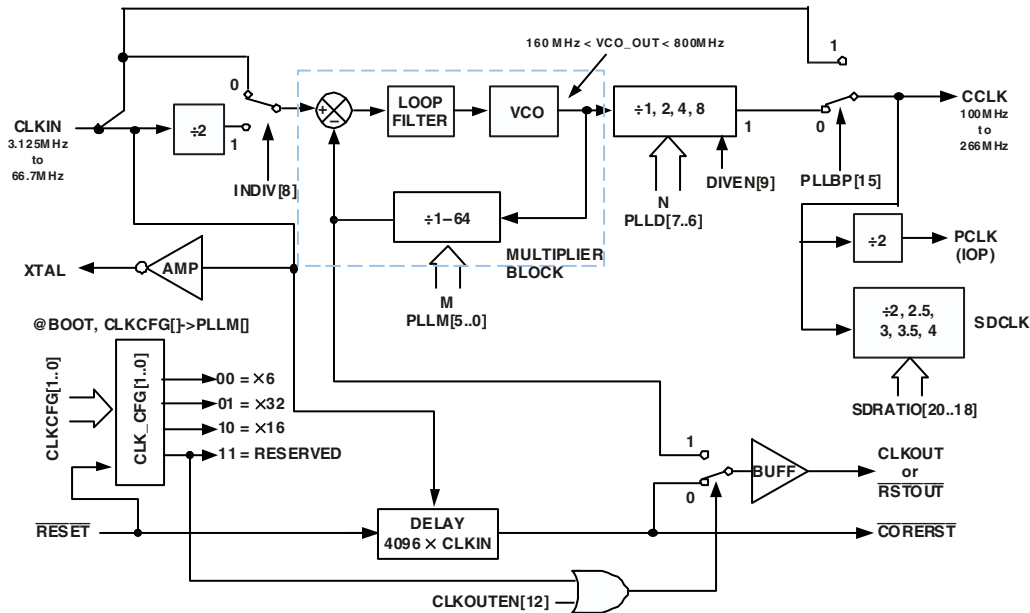 160 MHz < VCO_OUT < 800MHz
1
0
CLKIN
3.125MHz
to
66.7MHz
÷2
1
INDIV[8]
+
−
LOOP
FILTER
VCO
÷1, 2, 4, 8
1
DIVEN[9]
N
PLLD[7..6]
0
PLLBP[15]
CCLK
100MHz
to
266MHz
÷1–64
MULTIPLIER
BLOCK
M
PLLM[5..0]
÷2
PCLK
(IOP)
XTAL
AMP
÷2, 2.5,
3, 3.5, 4
SDCLK
SDRATIO[20..18]
@BOOT, CLKCFG[]->PLLM[]
CLKCFG[1..0]
CLK_CFG[1..0]
00 = ×6
01 = ×32
10 = ×16
11 = RESERVED
1
0
BUFF
CLKOUT
or
RSTOUT
RESET
DELAY
4096 × CLKIN
CORERST
CLKOUTEN[12]